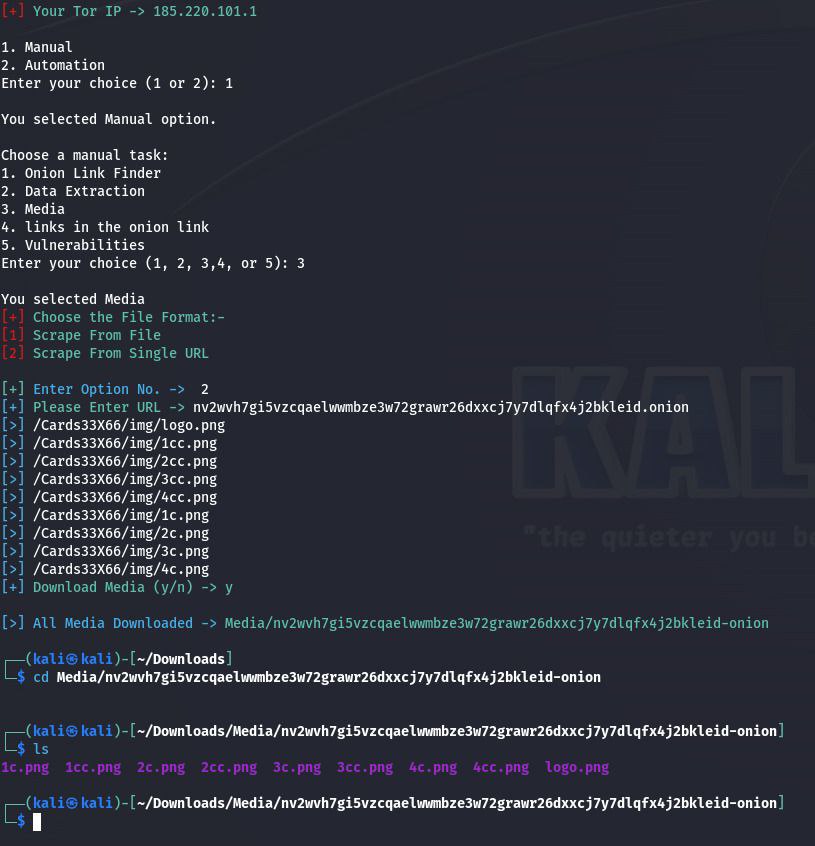 [+] Your Tor IP -> 185.220.101.1
1. Manual
2. Automation
Enter your choice (1 or 2): 1
You selected Manual option.
Choose a manual task:
1. Onion Link Finder
2. Data Extraction
3. Media
4. links in the onion link
5. Vulnerabilities
Enter your choice (1, 2, 3,4, or 5): 3
You selected Media
[+] Choose the File Format:-
[1] Scrape From File
[2] Scrape From Single URL
[+] Enter Option No. ->  2
[+] Please Enter URL -> nv2wvh7gi5vzcqaelwwmbze3w72grawr26dxxcj7y7dlqfx4j2bkleid.onion
[>] /Cards33X66/img/logo.png
[>] /Cards33X66/img/1cc.png
[>] /Cards33X66/img/2cc.png
[>] /Cards33X66/img/3cc.png
[>] /Cards33X66/img/4cc.png
[>] /Cards33X66/img/1c.png
[>] /Cards33X66/img/2c.png
[>] /Cards33X66/img/3c.png
[>] /Cards33X66/img/4c.png
[+] Download Media (y/n) -> y
[>] All Media Downloaded -> Media/nv2wvh7gi5vzcqaelwwmbze3w72grawr26dxxcj7y7dlqfx4j2bkleid-onion
┌──(kali㉿kali)-[~/Downloads]
└─$ cd Media/nv2wvh7gi5vzcqaelwwmbze3w72grawr26dxxcj7y7dlqfx4j2bkleid-onion
┌──(kali㉿kali)-[~/Downloads/Media/nv2wvh7gi5vzcqaelwwmbze3w72grawr26dxxcj7y7dlqfx4j2bkleid-onion]
└─$ ls
1c.png  1cc.png  2c.png  2cc.png  3c.png  3cc.png  4c.png  4cc.png  logo.png
┌──(kali㉿kali)-[~/Downloads/Media/nv2wvh7gi5vzcqaelwwmbze3w72grawr26dxxcj7y7dlqfx4j2bkleid-onion]
└─$
KAL
"the quieter you be